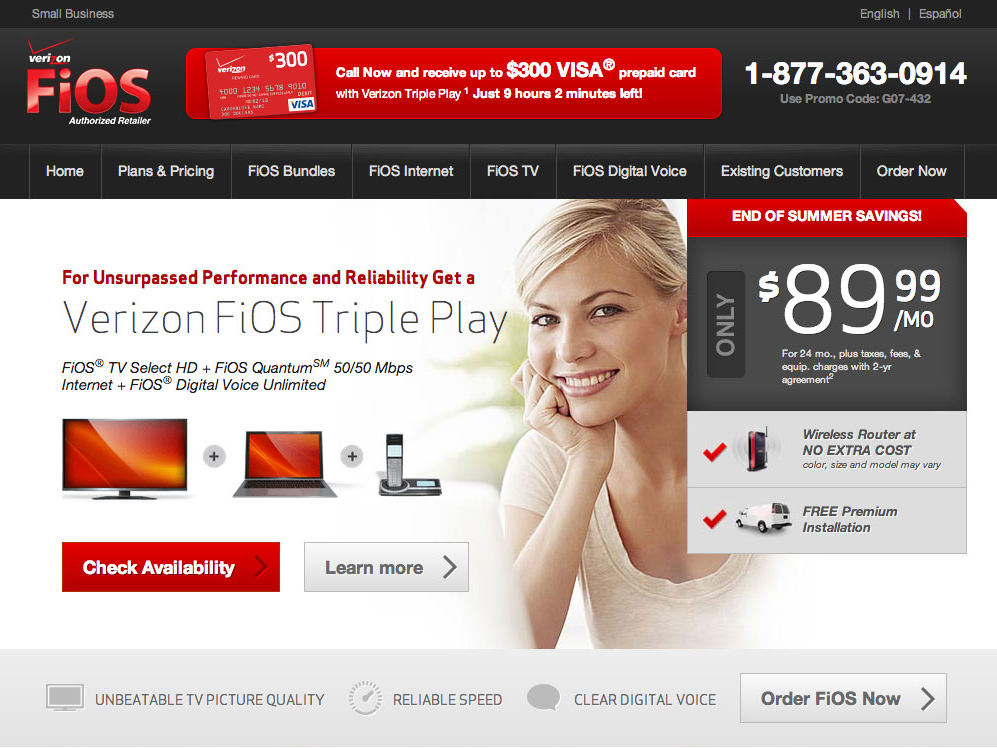 Small Business
English | Español
verizon
FiOS
Authorized Retailer
verizon
$300
REWARD CARD
4000 1234 5678 9010
DEBIT
VISA
Call Now and receive up to $300 VISA® prepaid card
with Verizon Triple Play 1 Just 9 hours 2 minutes left!
1-877-363-0914
Use Promo Code: G07-432
Home
Plans & Pricing
FiOS Bundles
FiOS Internet
FiOS TV
FiOS Digital Voice
Existing Customers
Order Now
For Unsurpassed Performance and Reliability Get a
Verizon FiOS Triple Play
FiOS® TV Select HD + FiOS QuantumSM 50/50 Mbps
Internet + FiOS® Digital Voice Unlimited
Check Availability
Learn more
END OF SUMMER SAVINGS!
ONLY
$89 99
/MO
For 24 mo., plus taxes, fees, &
equip. charges with 2-yr
agreement2
Wireless Router at
NO EXTRA COST
color, size and model may vary
FREE Premium
Installation
UNBEATABLE TV PICTURE QUALITY
RELIABLE SPEED
CLEAR DIGITAL VOICE
Order FiOS Now